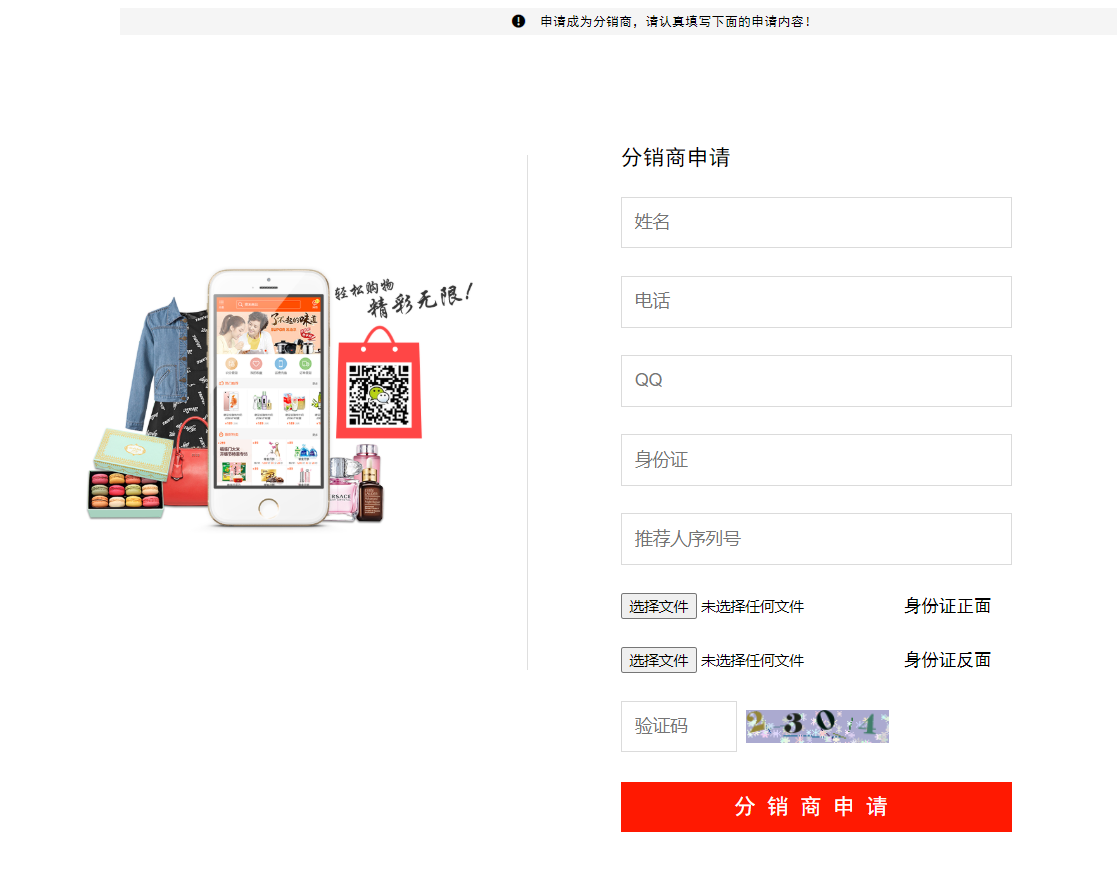 申请成为分销商，请认真填写下面的申请内容！
轻松购物
精彩无限！
了不起的味道
分销商申请
姓名
电话
QQ
身份证
推荐人序列号
选择文件 未选择任何文件 身份证正面
选择文件 未选择任何文件 身份证反面
验证码 2304
分销商申请